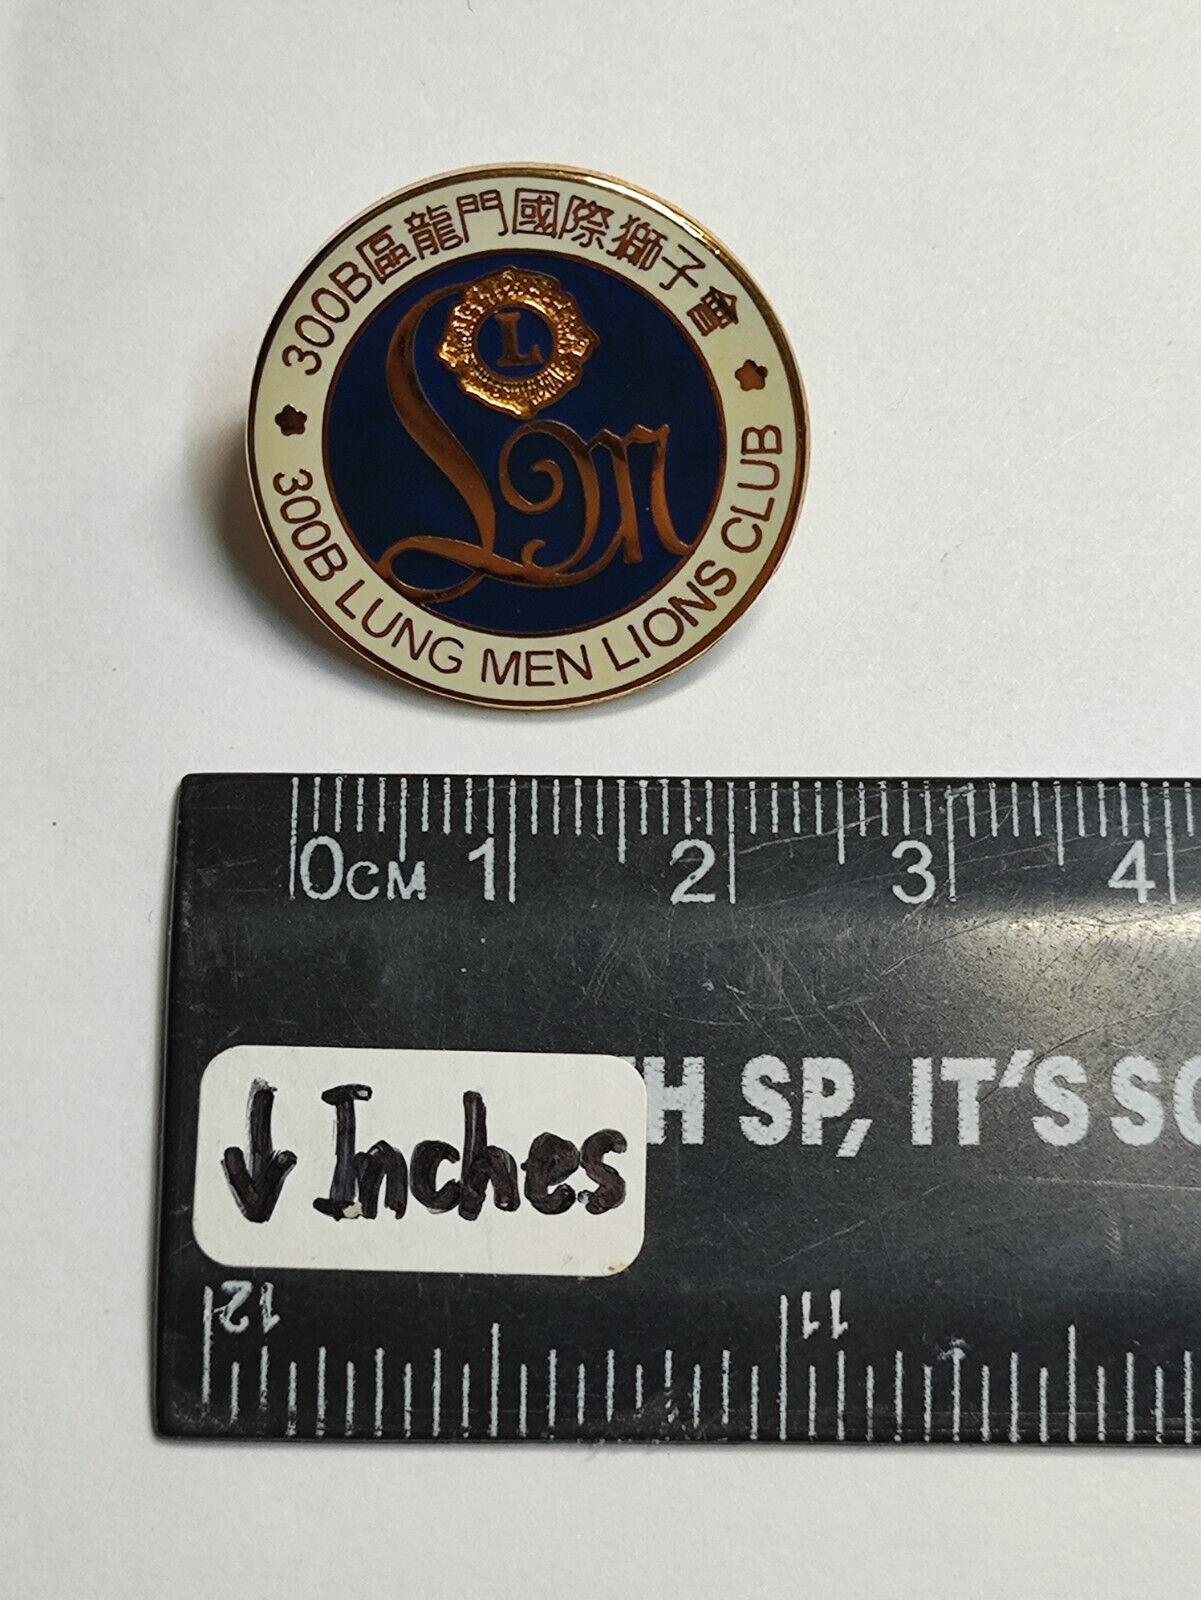 300B區龍門國際獅子會
L
Lm
300B LUNG MEN LIONS CLUB
0CM 1 2 3 4
H SP, IT'S SO
↓ Inches
12 11